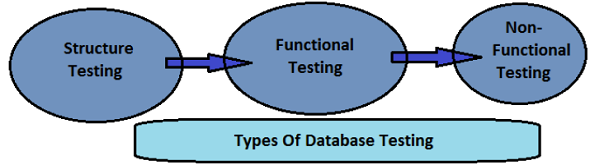 Structure
Testing
Functional
Testing
Non-
Functional
Testing
Types Of Database Testing